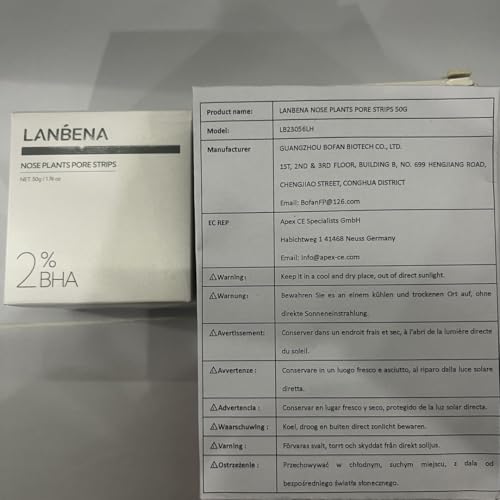 LANBENA
NOSE PLANTS PORE STRIPS
NET 50g / 1.76 oz
2%
BHA
Product name: LANBENA NOSE PLANTS PORE STRIPS 50G
Model: LB23056LH
Manufacturer GUANGZHOU BOFAN BIOTECH CO., LTD.
1ST, 2ND & 3RD FLOOR, BUILDING B, NO. 699 HENGJIANG ROAD,
CHENGJIAO STREET, CONGHUA DISTRICT
Email: BofanFP@126.com
EC REP Apex CE Specialists GmbH
Habichtweg 1 41468 Neuss Germany
Email: info@apex-ce.com
⚠Warning: Keep it in a cool and dry place, out of direct sunlight.
⚠Warnung: Bewahren Sie es an einem kühlen und trockenen Ort auf, ohne
direkte Sonneneinstrahlung.
⚠Avertissement: Conserver dans un endroit frais et sec, à l'abri de la lumière directe
du soleil.
⚠Avvertenze: Conservare in un luogo fresco e asciutto, al riparo dalla luce solare
diretta.
⚠Advertencia: Conservar en lugar fresco y seco, protegido de la luz solar directa.
⚠Waarschuwing: Koel, droog en buiten direct zonlicht bewaren.
⚠Varning: Förvaras svalt, torrt och skyddat från direkt solljus.
⚠Ostrzeżenie: Przechowywać w chłodnym, suchym miejscu, z dala od
bezpośredniego światła słonecznego.